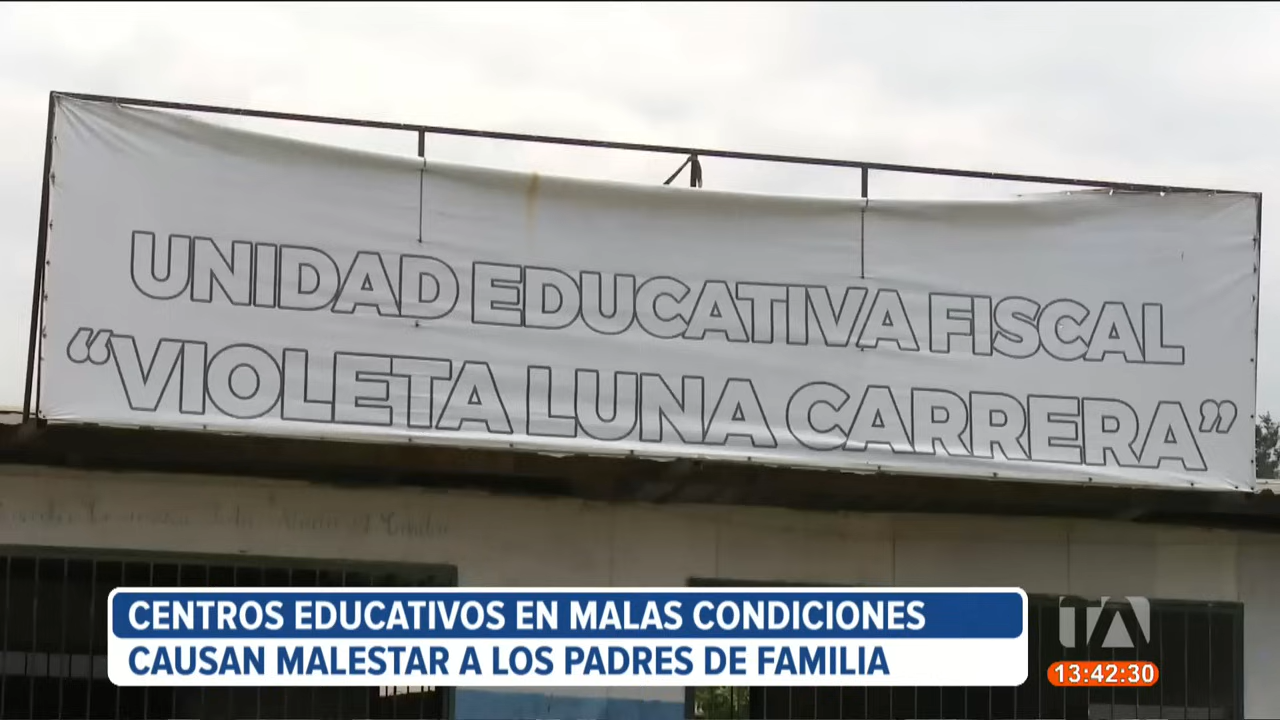 UNIDAD EDUCATIVA FISCAL
“VIOLETA LUNA CARRERA”
CENTROS EDUCATIVOS EN MALAS CONDICIONES
CAUSAN MALESTAR A LOS PADRES DE FAMILIA
TA
13:42:30